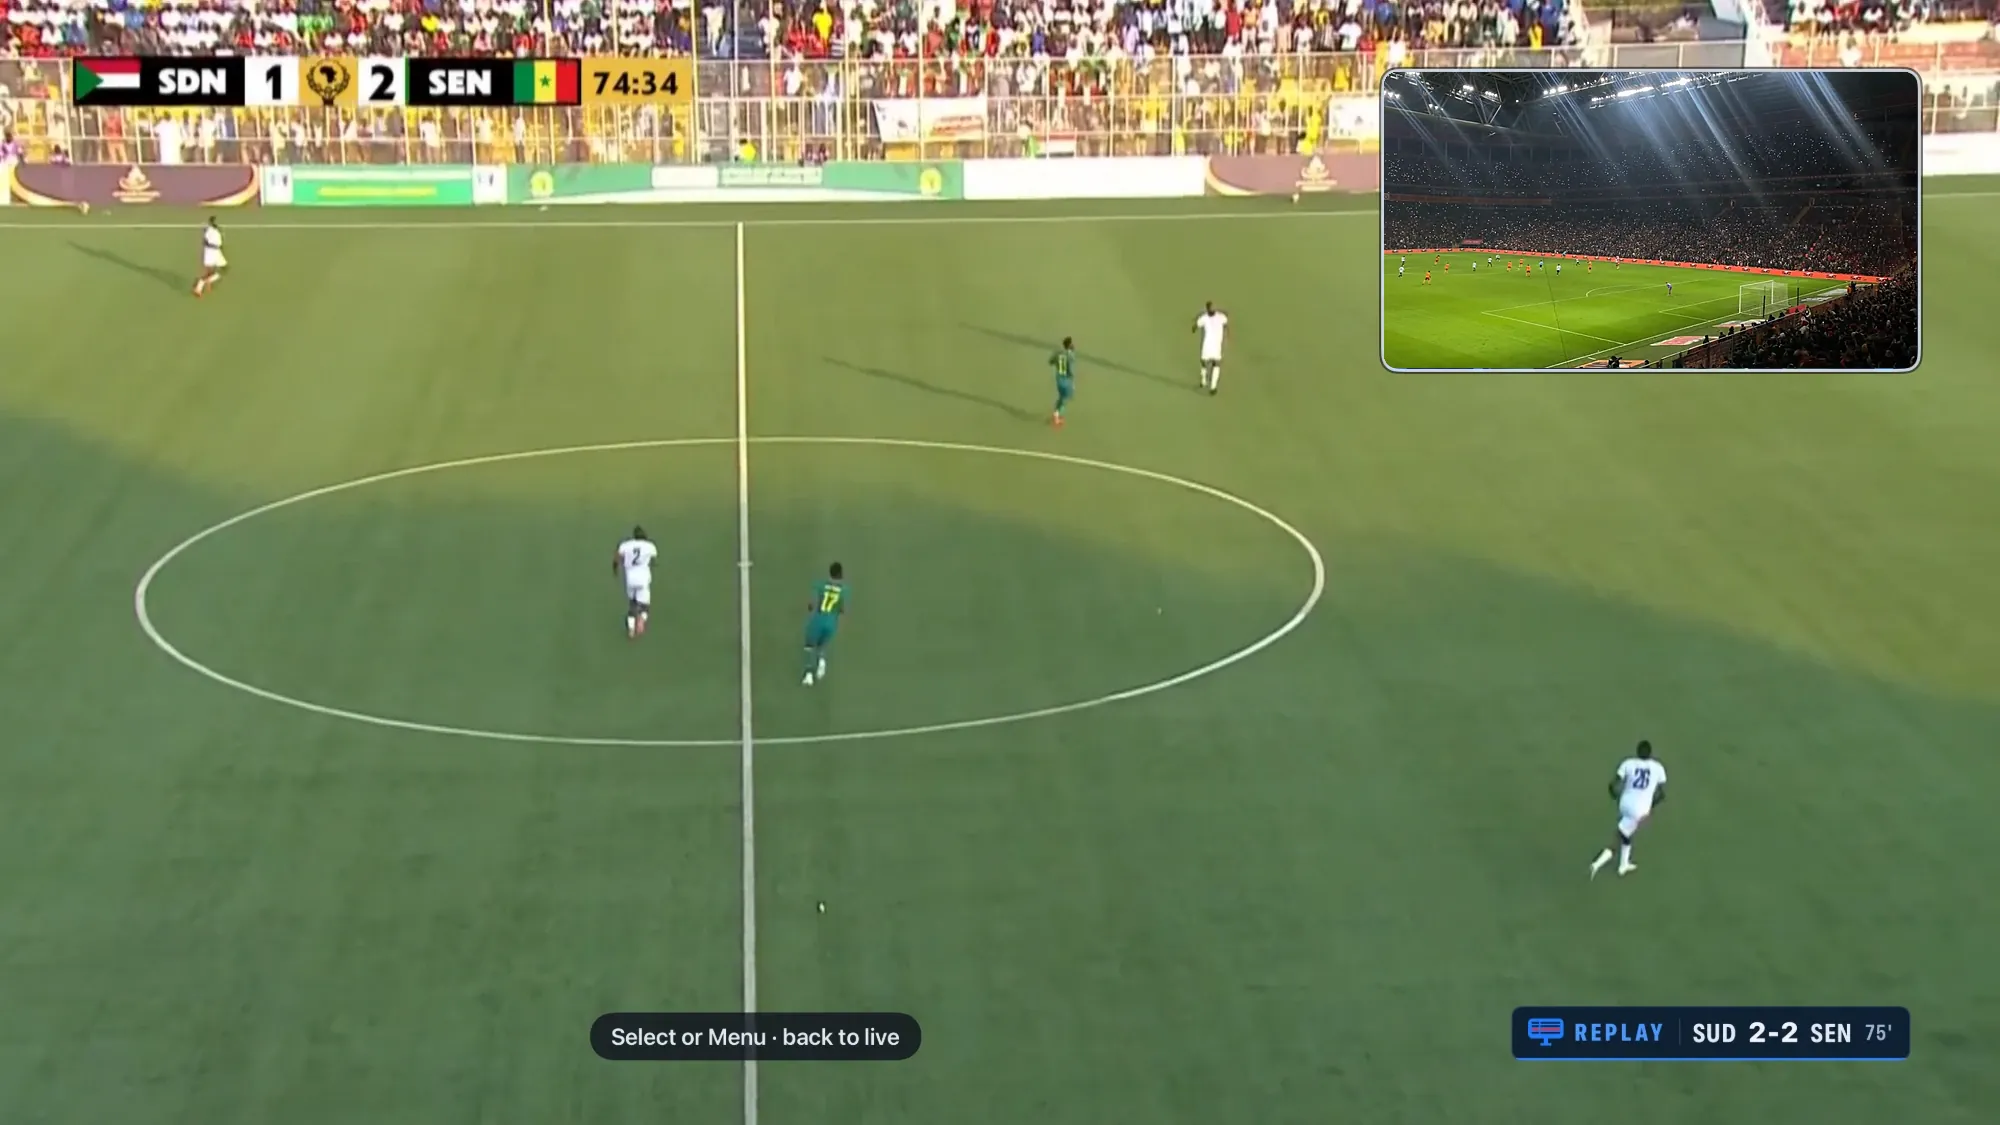 SDN 1 2 SEN 74:34
11
2
17
26
Select or Menu · back to live
REPLAY SUD 2-2 SEN 75'